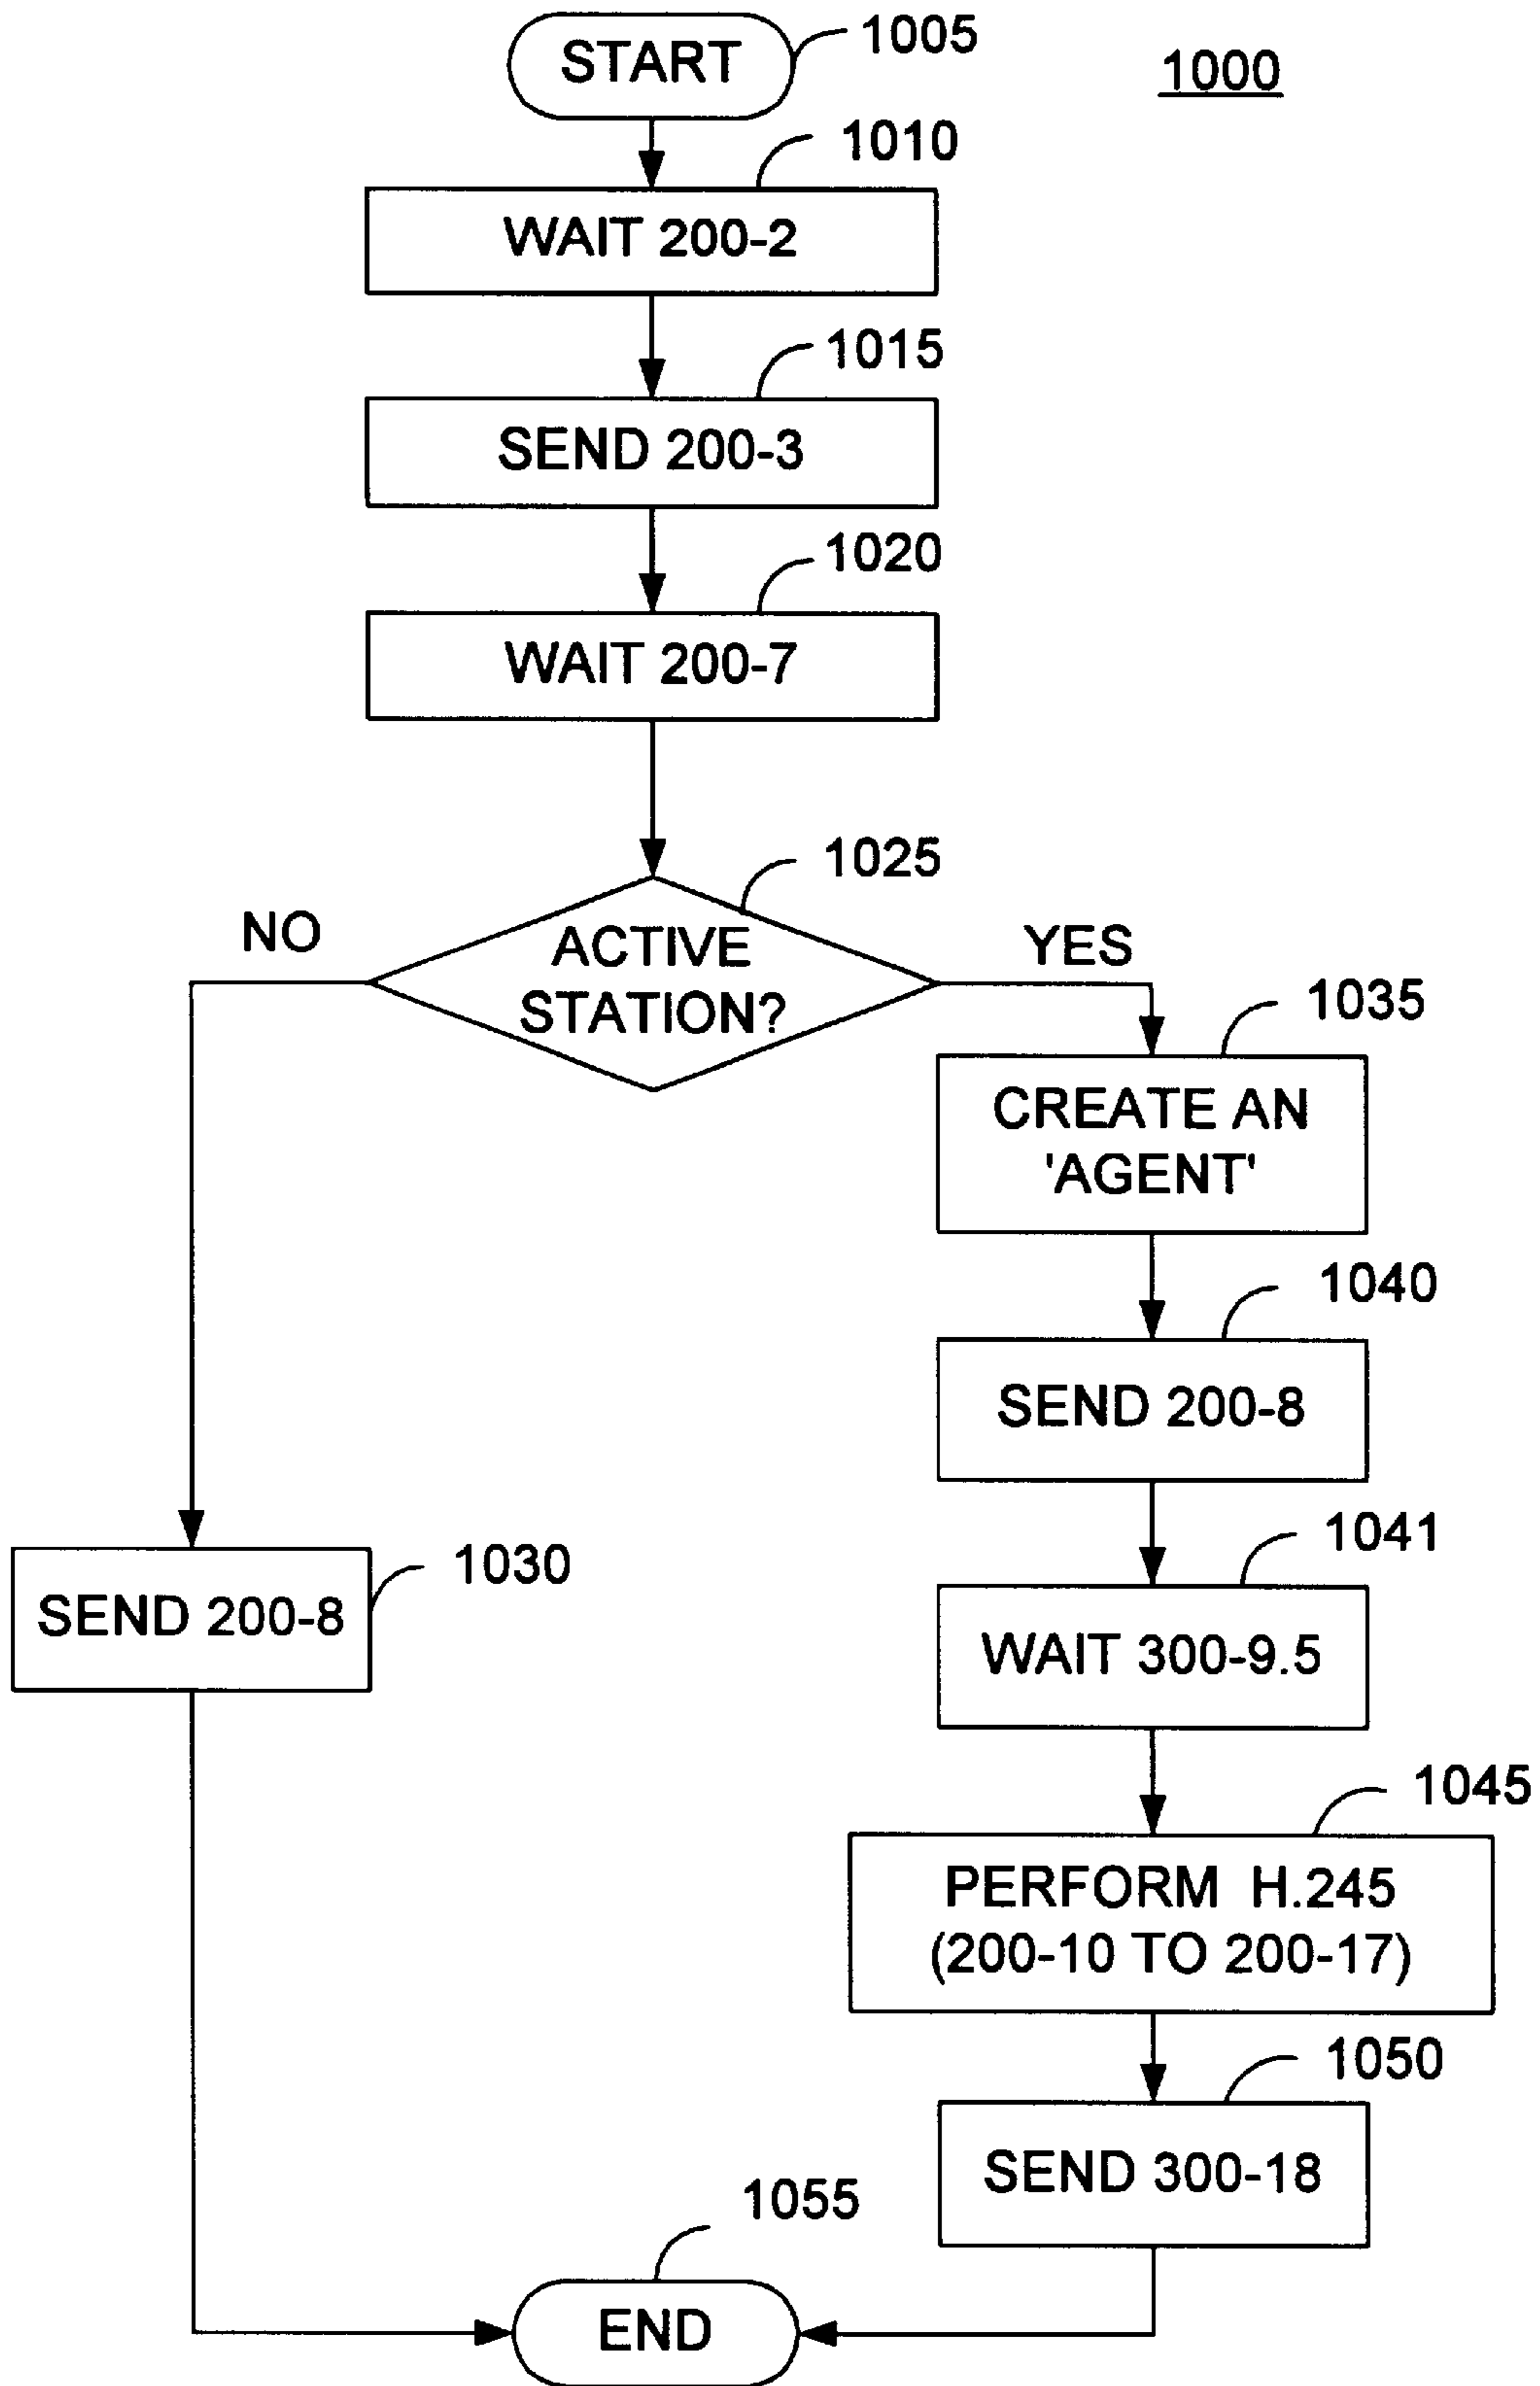 START
1005
1000
1010
WAIT 200-2
1015
SEND 200-3
1020
WAIT 200-7
1025
NO
ACTIVE
STATION?
YES
1035
CREATE AN
'AGENT'
1040
SEND 200-8
1041
1030
SEND 200-8
WAIT 300-9.5
1045
PERFORM H.245
(200-10 TO 200-17)
1050
SEND 300-18
1055
END